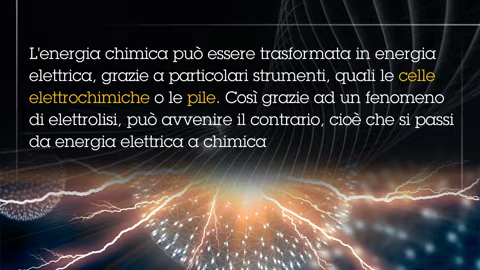 L'energia chimica può essere trasformata in energia
elettrica, grazie a particolari strumenti, quali le celle
elettrochimiche o le pile. Così grazie ad un fenomeno
di elettrolisi, può avvenire il contrario, cioè che si passi
da energia elettrica a chimica